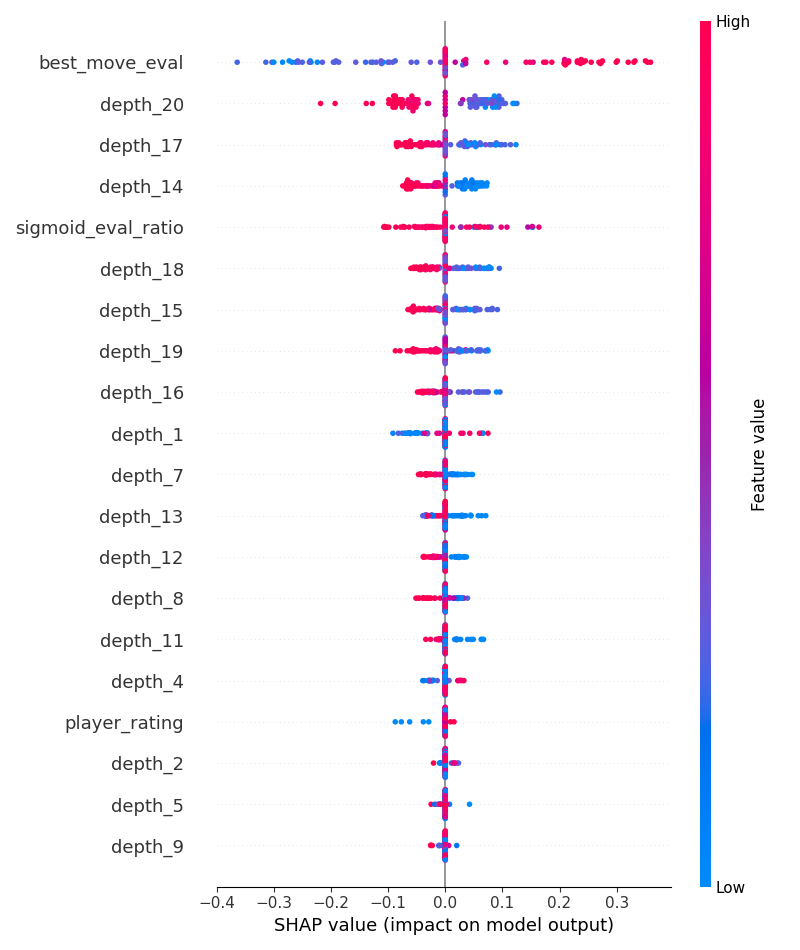 High
best_move_eval
depth_20
depth_17
depth_14
sigmoid_eval_ratio
depth_18
depth_15
depth_19
depth_16
depth_1
depth_7
depth_13
depth_12
depth_8
depth_11
depth_4
player_rating
depth_2
depth_5
depth_9
Feature value
Low
−0.4 −0.3 −0.2 −0.1 0.0 0.1 0.2 0.3
SHAP value (impact on model output)